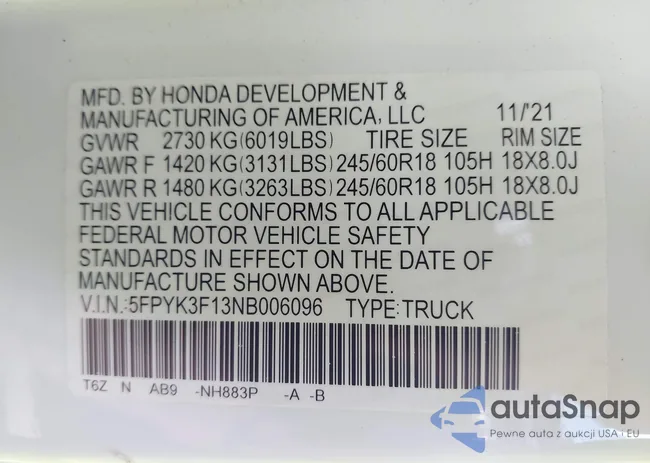 MFD. BY HONDA DEVELOPMENT &
MANUFACTURING OF AMERICA, LLC 11/'21
GVWR 2730 KG(6019LBS) TIRE SIZE RIM SIZE
GAWR F 1420 KG(3131LBS) 245/60R18 105H 18X8.0J
GAWR R 1480 KG(3263LBS) 245/60R18 105H 18X8.0J
THIS VEHICLE CONFORMS TO ALL APPLICABLE
FEDERAL MOTOR VEHICLE SAFETY
STANDARDS IN EFFECT ON THE DATE OF
MANUFACTURE SHOWN ABOVE.
V.I.N.:5FPYK3F13NB006096 TYPE:TRUCK
T6Z N AB9 -NH883P -A -B
autaSnap
Pewne auta z aukcji USA i EU